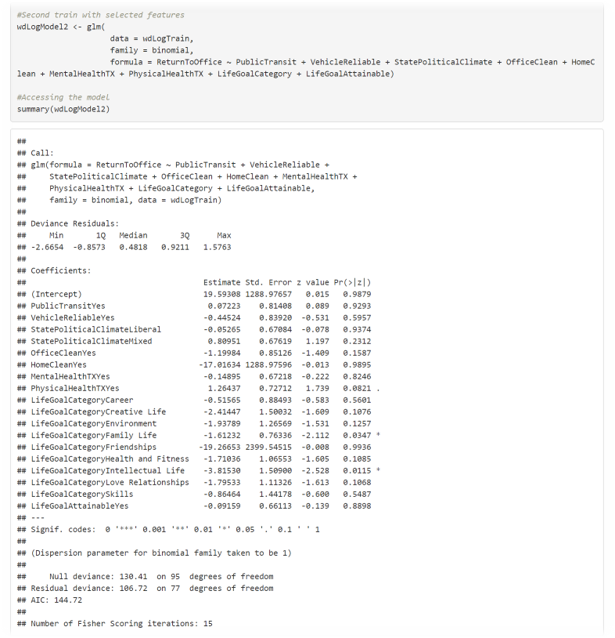 #Second train with selected features
wdLogModel2 <- glm(
data = wdLogTrain,
family = binomial,
formula = ReturnToOffice ~ PublicTransit + VehicleReliable + StatePoliticalClimate + OfficeClean + HomeC
lean + MentalHealthTX + PhysicalHealthTX + LifeGoalCategory + LifeGoalAttainable)
#Accessing the model
summary(wdLogModel2)
##
## Call:
## glm(formula = ReturnToOffice ~ PublicTransit + VehicleReliable +
##     StatePoliticalClimate + OfficeClean + HomeClean + MentalHealthTX +
##     PhysicalHealthTX + LifeGoalCategory + LifeGoalAttainable,
##     family = binomial, data = wdLogTrain)
##
## Deviance Residuals:
##     Min       1Q   Median       3Q      Max
## -2.6654  -0.8573   0.4818   0.9211   1.5763
##
## Coefficients:
##                                      Estimate Std. Error z value Pr(>|z|)
## (Intercept)                          19.59308 1288.97657   0.015   0.9879
## PublicTransitYes                      0.07223    0.81408   0.089   0.9293
## VehicleReliableYes                   -0.44524    0.83920  -0.531   0.5957
## StatePoliticalClimateLiberal         -0.05265    0.67084  -0.078   0.9374
## StatePoliticalClimateMixed            0.80951    0.67619   1.197   0.2312
## OfficeCleanYes                       -1.19984    0.85126  -1.409   0.1587
## HomeCleanYes                        -17.01634 1288.97596  -0.013   0.9895
## MentalHealthTXYes                    -0.14895    0.67218  -0.222   0.8246
## PhysicalHealthTXYes                   1.26437    0.72712   1.739   0.0821 .
## LifeGoalCategoryCareer               -0.51565    0.88493  -0.583   0.5601
## LifeGoalCategoryCreative Life        -2.41447    1.50032  -1.609   0.1076
## LifeGoalCategoryEnvironment          -1.93789    1.26569  -1.531   0.1257
## LifeGoalCategoryFamily Life          -1.61232    0.76336  -2.112   0.0347 *
## LifeGoalCategoryFriendships         -19.26653 2399.54515  -0.008   0.9936
## LifeGoalCategoryHealth and Fitness   -1.71036    1.06553  -1.605   0.1085
## LifeGoalCategoryIntellectual Life    -3.81530    1.50900  -2.528   0.0115 *
## LifeGoalCategoryLove Relationships   -1.79533    1.11326  -1.613   0.1068
## LifeGoalCategorySkills               -0.86464    1.44178  -0.600   0.5487
## LifeGoalAttainableYes                -0.09159    0.66113  -0.139   0.8898
## ---
## Signif. codes:  0 '***' 0.001 '**' 0.01 '*' 0.05 '.' 0.1 ' ' 1
##
## (Dispersion parameter for binomial family taken to be 1)
##
##     Null deviance: 130.41  on 95  degrees of freedom
## Residual deviance: 106.72  on 77  degrees of freedom
## AIC: 144.72
##
## Number of Fisher Scoring iterations: 15